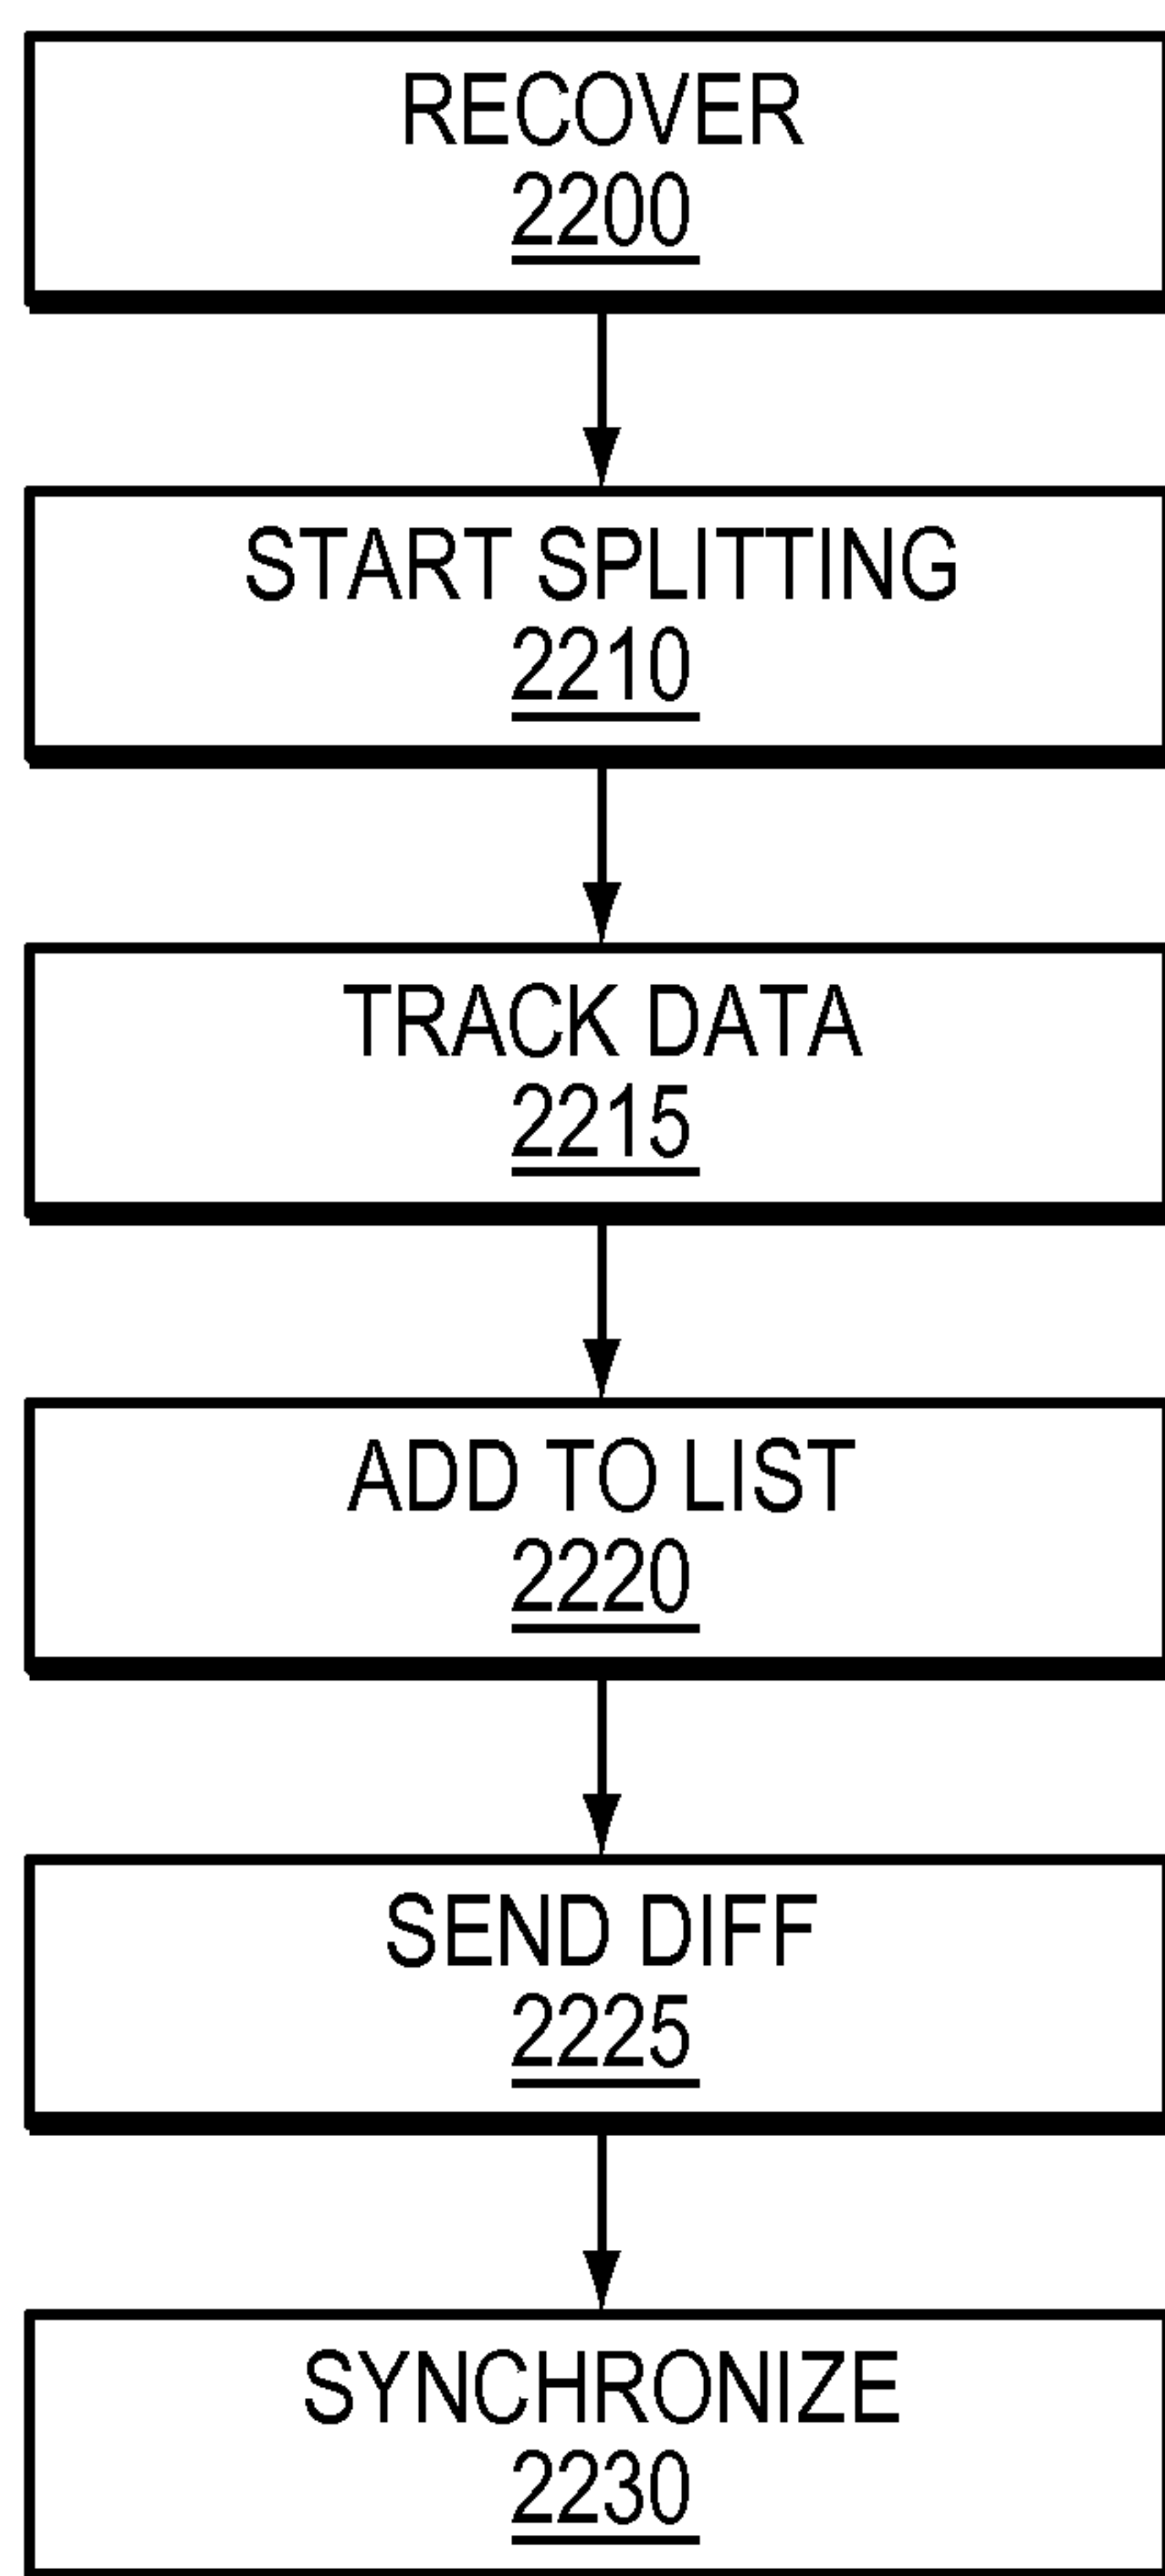 RECOVER
2200
START SPLITTING
2210
TRACK DATA
2215
ADD TO LIST
2220
SEND DIFF
2225
SYNCHRONIZE
2230